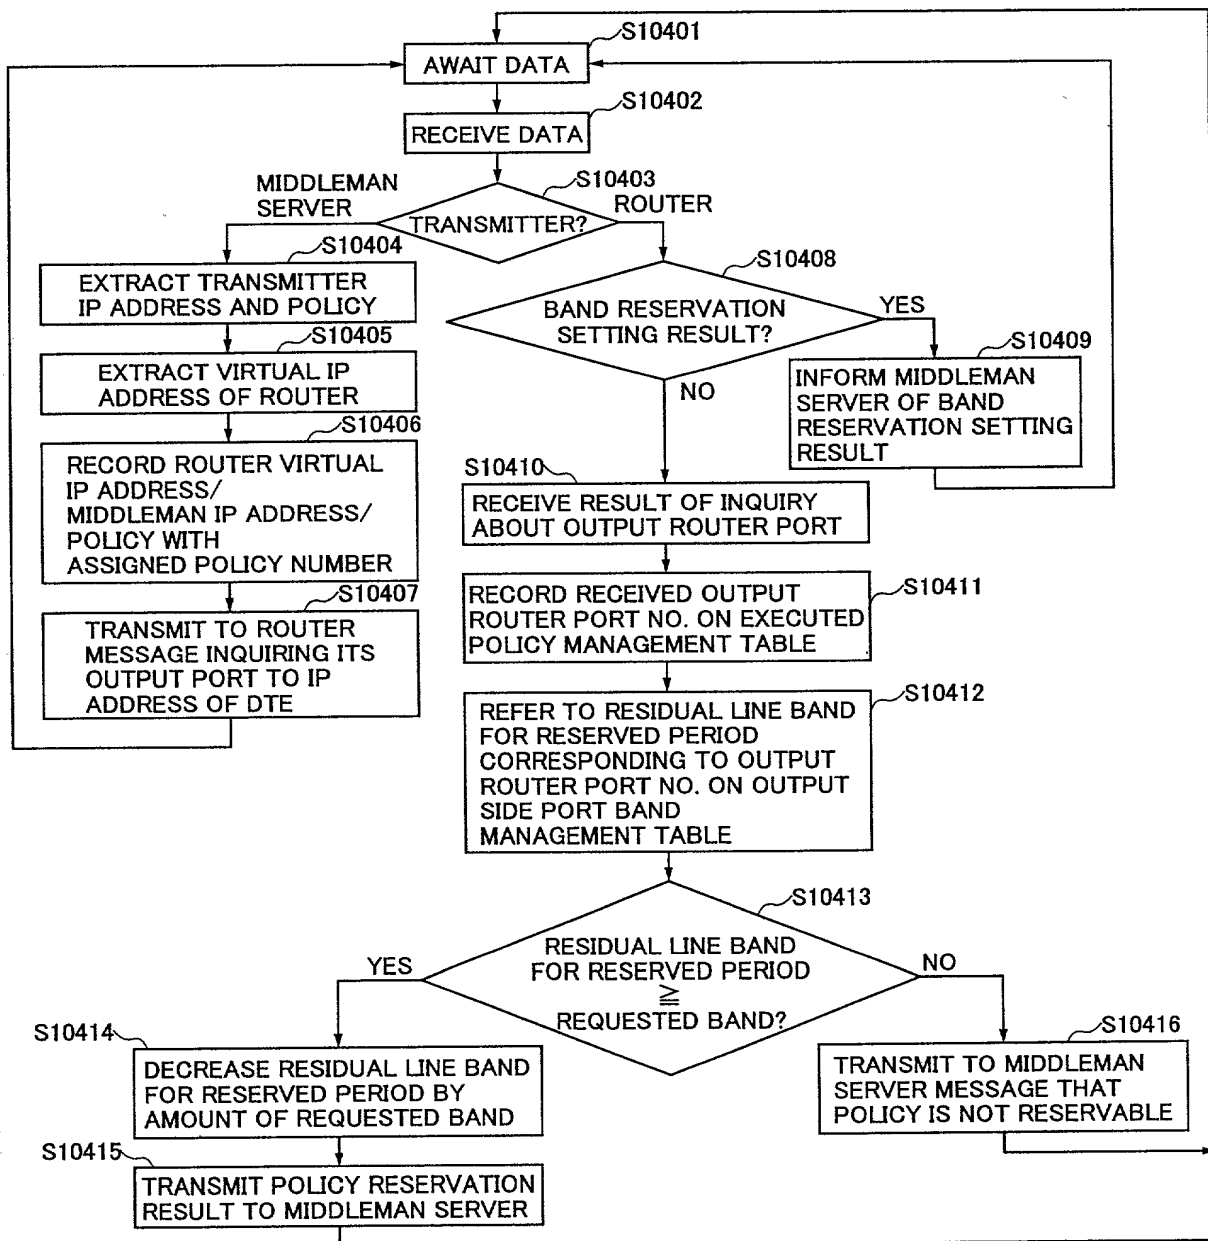 S10401
AWAIT DATA
S10402
RECEIVE DATA
S10403
TRANSMITTER?
MIDDLEMAN
SERVER
ROUTER
S10404
EXTRACT TRANSMITTER
IP ADDRESS AND POLICY
S10405
EXTRACT VIRTUAL IP
ADDRESS OF ROUTER
S10406
RECORD ROUTER VIRTUAL
IP ADDRESS/
MIDDLEMAN IP ADDRESS/
POLICY WITH
ASSIGNED POLICY NUMBER
S10407
TRANSMIT TO ROUTER
MESSAGE INQUIRING ITS
OUTPUT PORT TO IP
ADDRESS OF DTE
S10408
BAND RESERVATION
SETTING RESULT?
YES
NO
S10409
INFORM MIDDLEMAN
SERVER OF BAND
RESERVATION SETTING
RESULT
S10410
RECEIVE RESULT OF INQUIRY
ABOUT OUTPUT ROUTER PORT
S10411
RECORD RECEIVED OUTPUT
ROUTER PORT NO. ON EXECUTED
POLICY MANAGEMENT TABLE
S10412
REFER TO RESIDUAL LINE BAND
FOR RESERVED PERIOD
CORRESPONDING TO OUTPUT
ROUTER PORT NO. ON OUTPUT
SIDE PORT BAND
MANAGEMENT TABLE
S10413
RESIDUAL LINE BAND
FOR RESERVED PERIOD
≧
REQUESTED BAND?
YES
NO
S10414
DECREASE RESIDUAL LINE BAND
FOR RESERVED PERIOD BY
AMOUNT OF REQUESTED BAND
S10415
TRANSMIT POLICY RESERVATION
RESULT TO MIDDLEMAN SERVER
S10416
TRANSMIT TO MIDDLEMAN
SERVER MESSAGE THAT
POLICY IS NOT RESERVABLE